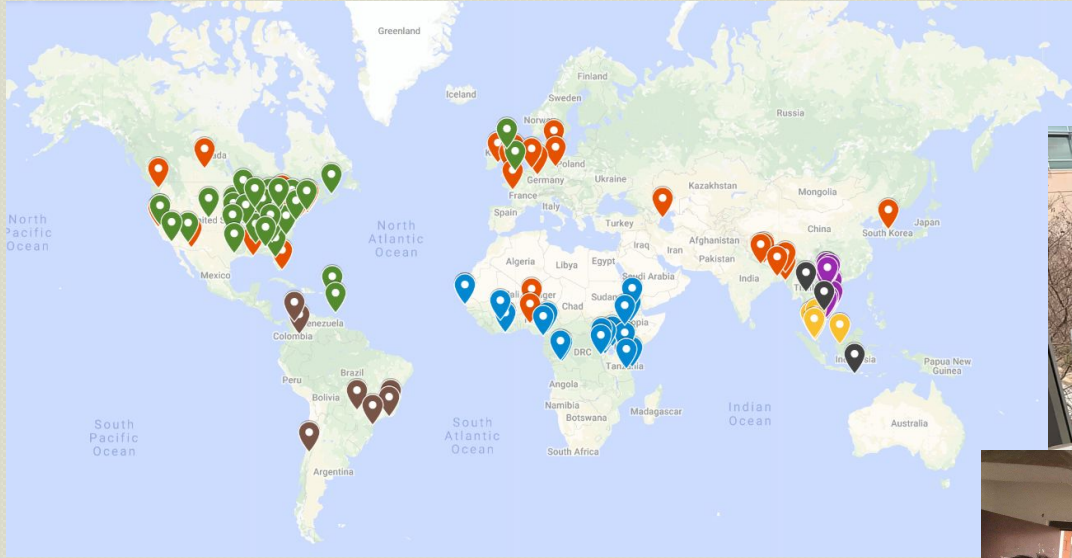 Greenland
Iceland
Finland
Sweden
Norw
Russia
ada
Poland
Germany
Ukraine
Kazakhstan
Mongolia
France
Italy
Spain
Turkey
China
Japan
South Korea
North
Pacific
Ocean
North
Atlantic
Ocean
Iraq
Iran
Afghanistan
Pakistan
India
Algeria
Libya
Egypt
Saudi Arabia
Mexico
Chad
Sudan
Venezuela
Colombia
DRC
Tanzania
Papua New
Guinea
Peru
Brazil
Bolivia
Angola
Namibia
Botswana
Madagascar
Indian
Ocean
South
Pacific
Ocean
South
Atlantic
Ocean
Australia
South Africa
Argentina